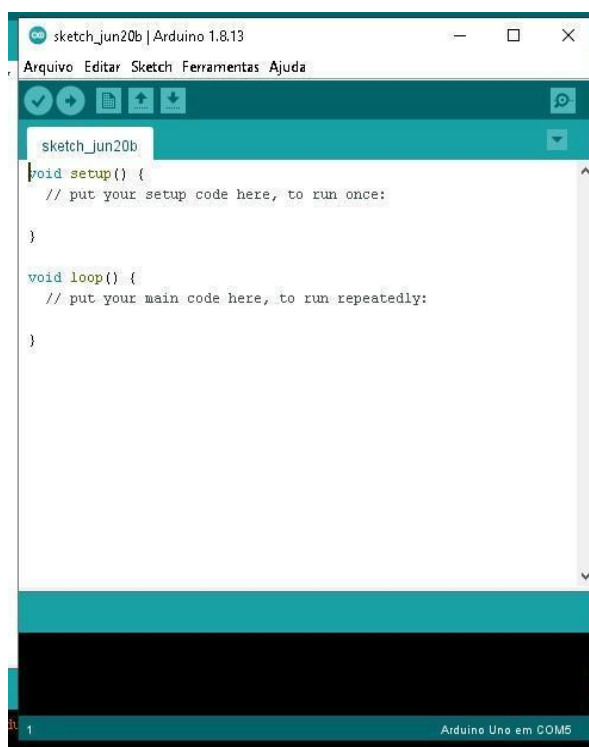 sketch_jun20b | Arduino 1.8.13
Arquivo Editar Sketch Ferramentas Ajuda
sketch_jun20b
void setup() {
// put your setup code here, to run once:
}
void loop() {
// put your main code here, to run repeatedly:
}
1
Arduino Uno em COM5